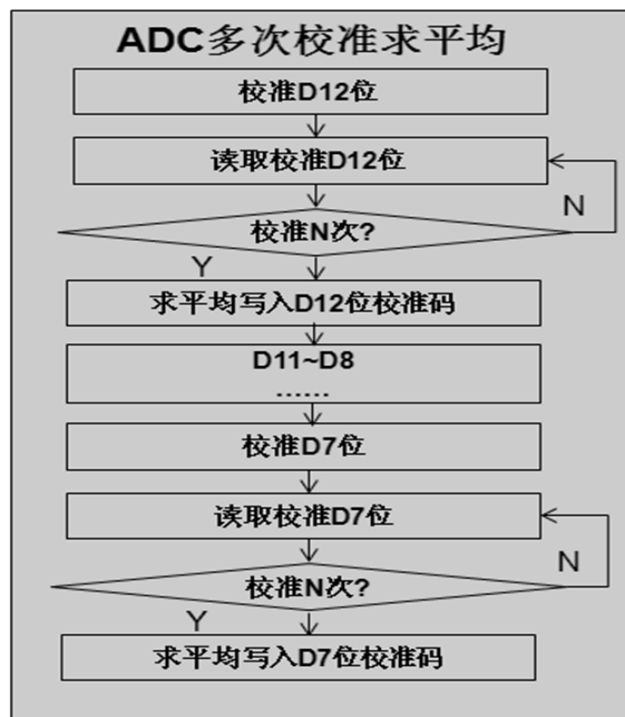 ADC多次校准求平均
校准D12位
读取校准D12位
N
校准N次?
Y
求平均写入D12位校准码
D11~D8
......
校准D7位
读取校准D7位
N
校准N次?
Y
求平均写入D7位校准码